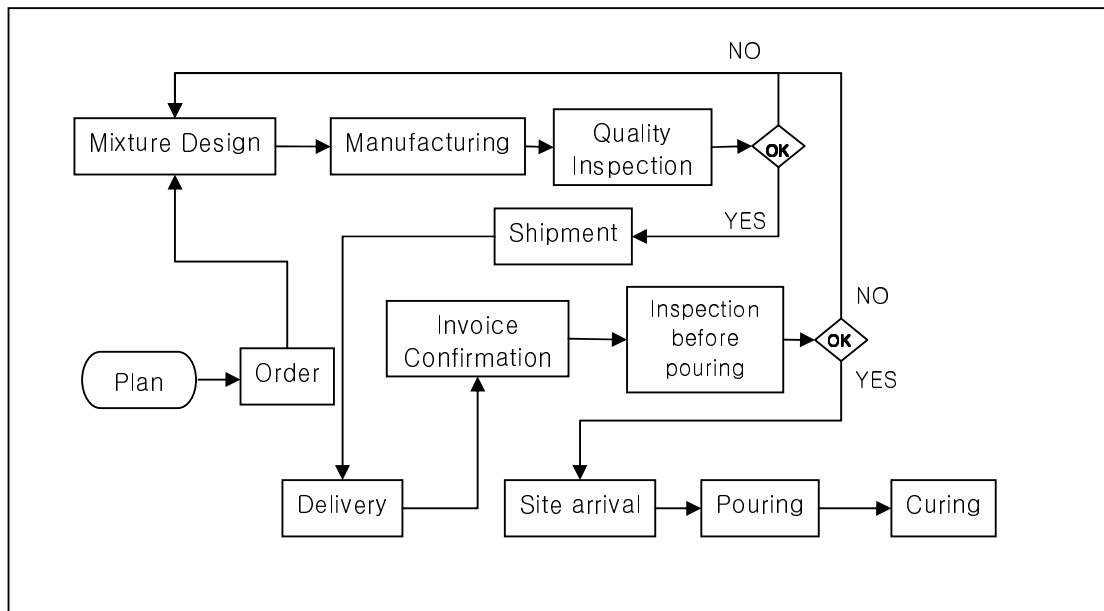 NO
Mixture Design
Manufacturing
Quality
Inspection
OK
Shipment
YES
Invoice
Confirmation
Inspection
before
pouring
NO
OK
YES
Plan
Order
Delivery
Site arrival
Pouring
Curing